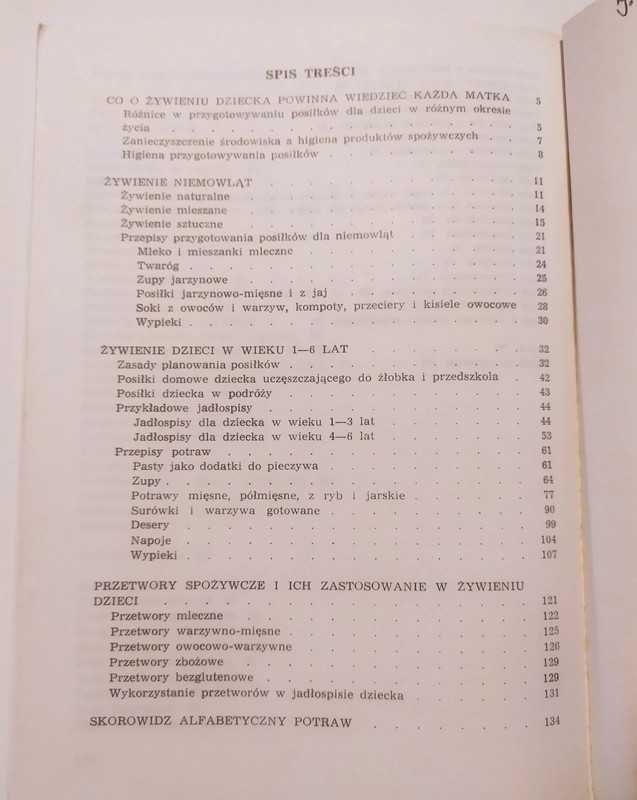 SPIS TREŚCI
CO O ŻYWIENIU DZIECKA POWINNA WIEDZIEĆ KAŻDA MATKA 5
Różnice w przygotowywaniu posiłków dla dzieci w różnym okresie
życia . . . . . . . . . . . . . . . 5
Zanieczyszczenie środowiska a higiena produktów spożywczych . . 7
Higiena przygotowywania posiłków . . . . . . . . . 8
ŻYWIENIE NIEMOWLĄT . . . . . . . . . . . 11
Żywienie naturalne . . . . . . . . . . . . 11
Żywienie mieszane . . . . . . . . . . . . 14
Żywienie sztuczne . . . . . . . . . . . . 15
Przepisy przygotowania posiłków dla niemowląt . . . . . 21
Mleko i mieszanki mleczne . . . . . . . . . 21
Twaróg . . . . . . . . . . . . . . 24
Zupy jarzynowe . . . . . . . . . . . . 25
Posiłki jarzynowo-mięsne i z jaj . . . . . . . . 26
Soki z owoców i warzyw, kompoty, przeciery i kisiele owocowe 28
Wypieki . . . . . . . . . . . . . . 30
ŻYWIENIE DZIECI W WIEKU 1—6 LAT . . . . . . . 32
Zasady planowania posiłków . . . . . . . . . . 32
Posiłki domowe dziecka uczęszczającego do żłobka i przedszkola . 42
Posiłki dziecka w podróży . . . . . . . . . . 43
Przykładowe jadłospisy . . . . . . . . . . . 44
Jadłospisy dla dziecka w wieku 1—3 lat . . . . . . 44
Jadłospisy dla dziecka w wieku 4—6 lat . . . . . . 53
Przepisy potraw . . . . . . . . . . . . . 61
Pasty jako dodatki do pieczywa . . . . . . . . 61
Zupy . . . . . . . . . . . . . . . 64
Potrawy mięsne, półmięsne, z ryb i jarskie . . . . . 77
Surówki i warzywa gotowane . . . . . . . . . 90
Desery . . . . . . . . . . . . . . 99
Napoje . . . . . . . . . . . . . . 104
Wypieki . . . . . . . . . . . . . . 107
PRZETWORY SPOŻYWCZE I ICH ZASTOSOWANIE W ŻYWIENIU
DZIECI . . . . . . . . . . . . . . . 121
Przetwory mleczne . . . . . . . . . . . . 122
Przetwory warzywno-mięsne . . . . . . . . . . 125
Przetwory owocowo-warzywne . . . . . . . . . 126
Przetwory zbożowe . . . . . . . . . . . . 129
Przetwory bezglutenowe . . . . . . . . . . . 129
Wykorzystanie przetworów w jadłospisie dziecka . . . . . 131
SKOROWIDZ ALFABETYCZNY POTRAW . . . . . . . 134